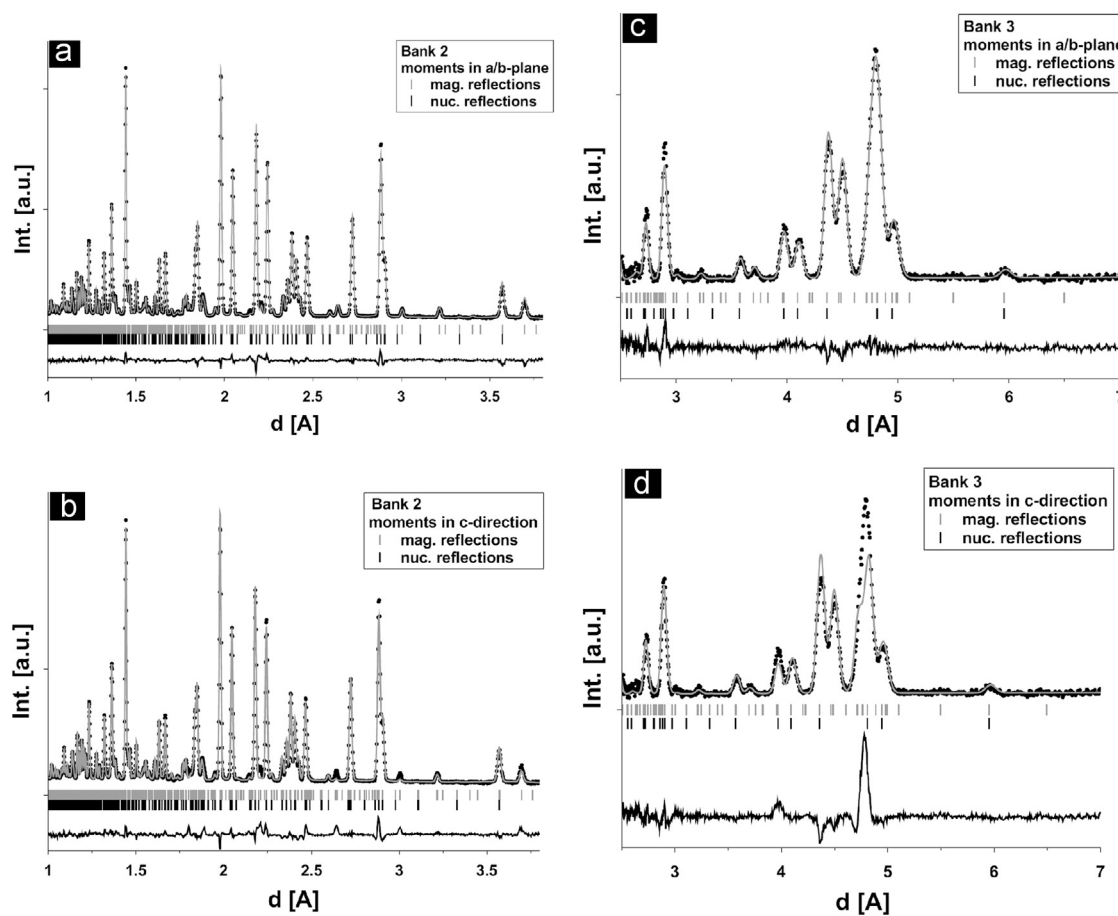 a
Bank 2
moments in a/b-plane
mag. reflections
nuc. reflections
Int. [a.u.]
1 1.5 2 2.5 3 3.5
d [A]
c
Bank 3
moments in a/b-plane
mag. reflections
nuc. reflections
Int. [a.u.]
3 4 5 6 7
d [A]
b
Bank 2
moments in c-direction
mag. reflections
nuc. reflections
Int. [a.u.]
1 1.5 2 2.5 3 3.5
d [A]
d
Bank 3
moments in c-direction
mag. reflections
nuc. reflections
Int. [a.u.]
3 4 5 6 7
d [A]